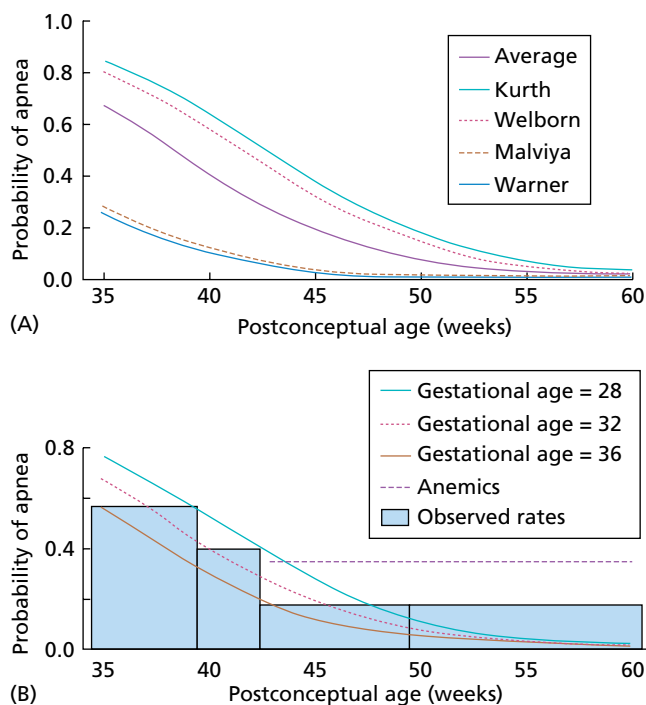 1.0
0.8
0.6
0.4
0.2
0.0
Probability of apnea
Average
Kurth
Welborn
Malviya
Warner
35 40 45 50 55 60
(A) Postconceptual age (weeks)
Gestational age = 28
Gestational age = 32
Gestational age = 36
Anemics
Observed rates
0.8
0.4
0.0
Probability of apnea
35 40 45 50 55 60
(B) Postconceptual age (weeks)